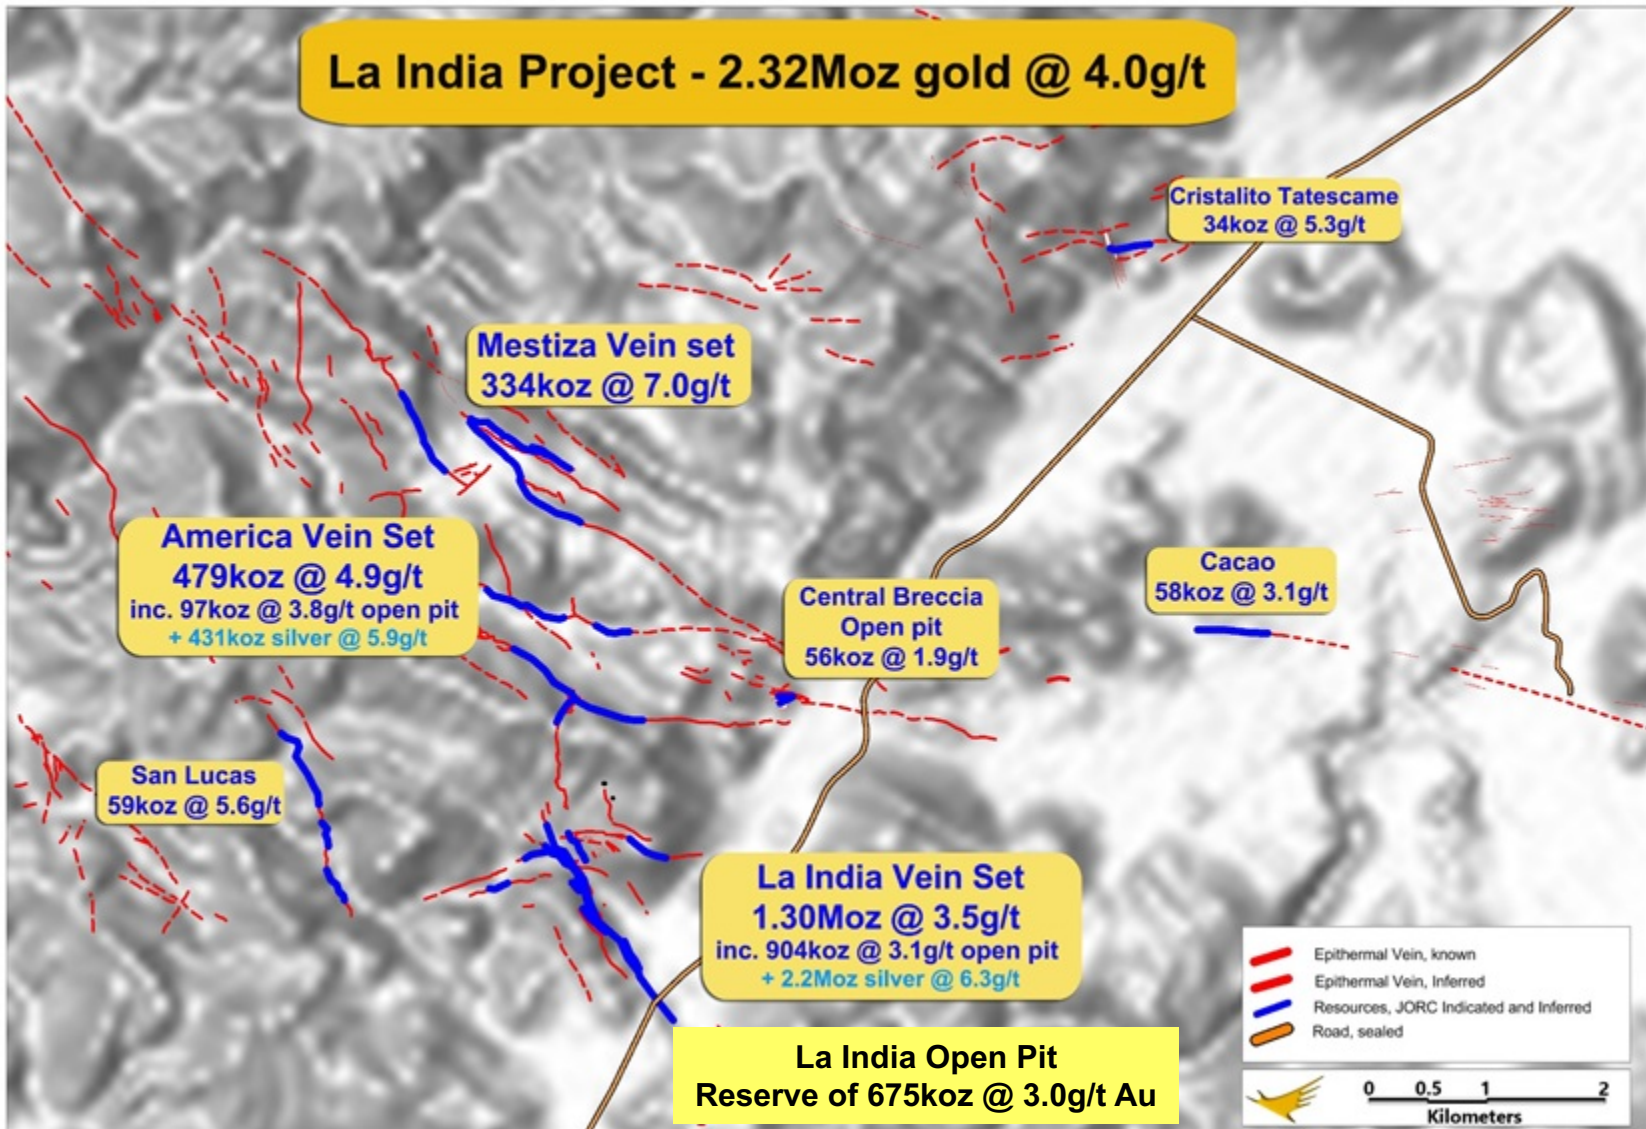 La India Project - 2.32Moz gold @ 4.0g/t
Cristalito Tatescame
34koz @ 5.3g/t
Mestiza Vein set
334koz @ 7.0g/t
America Vein Set
479koz @ 4.9g/t
inc. 97koz @ 3.8g/t open pit
+ 431koz silver @ 5.9g/t
Central Breccia
Open pit
56koz @ 1.9g/t
Cacao
58koz @ 3.1g/t
San Lucas
59koz @ 5.6g/t
La India Vein Set
1.30Moz @ 3.5g/t
inc. 904koz @ 3.1g/t open pit
+ 2.2Moz silver @ 6.3g/t
La India Open Pit
Reserve of 675koz @ 3.0g/t Au
Epithermal Vein, known
Epithermal Vein, Inferred
Resources, JORC Indicated and Inferred
Road, sealed
0 0.5 1 2
Kilometers